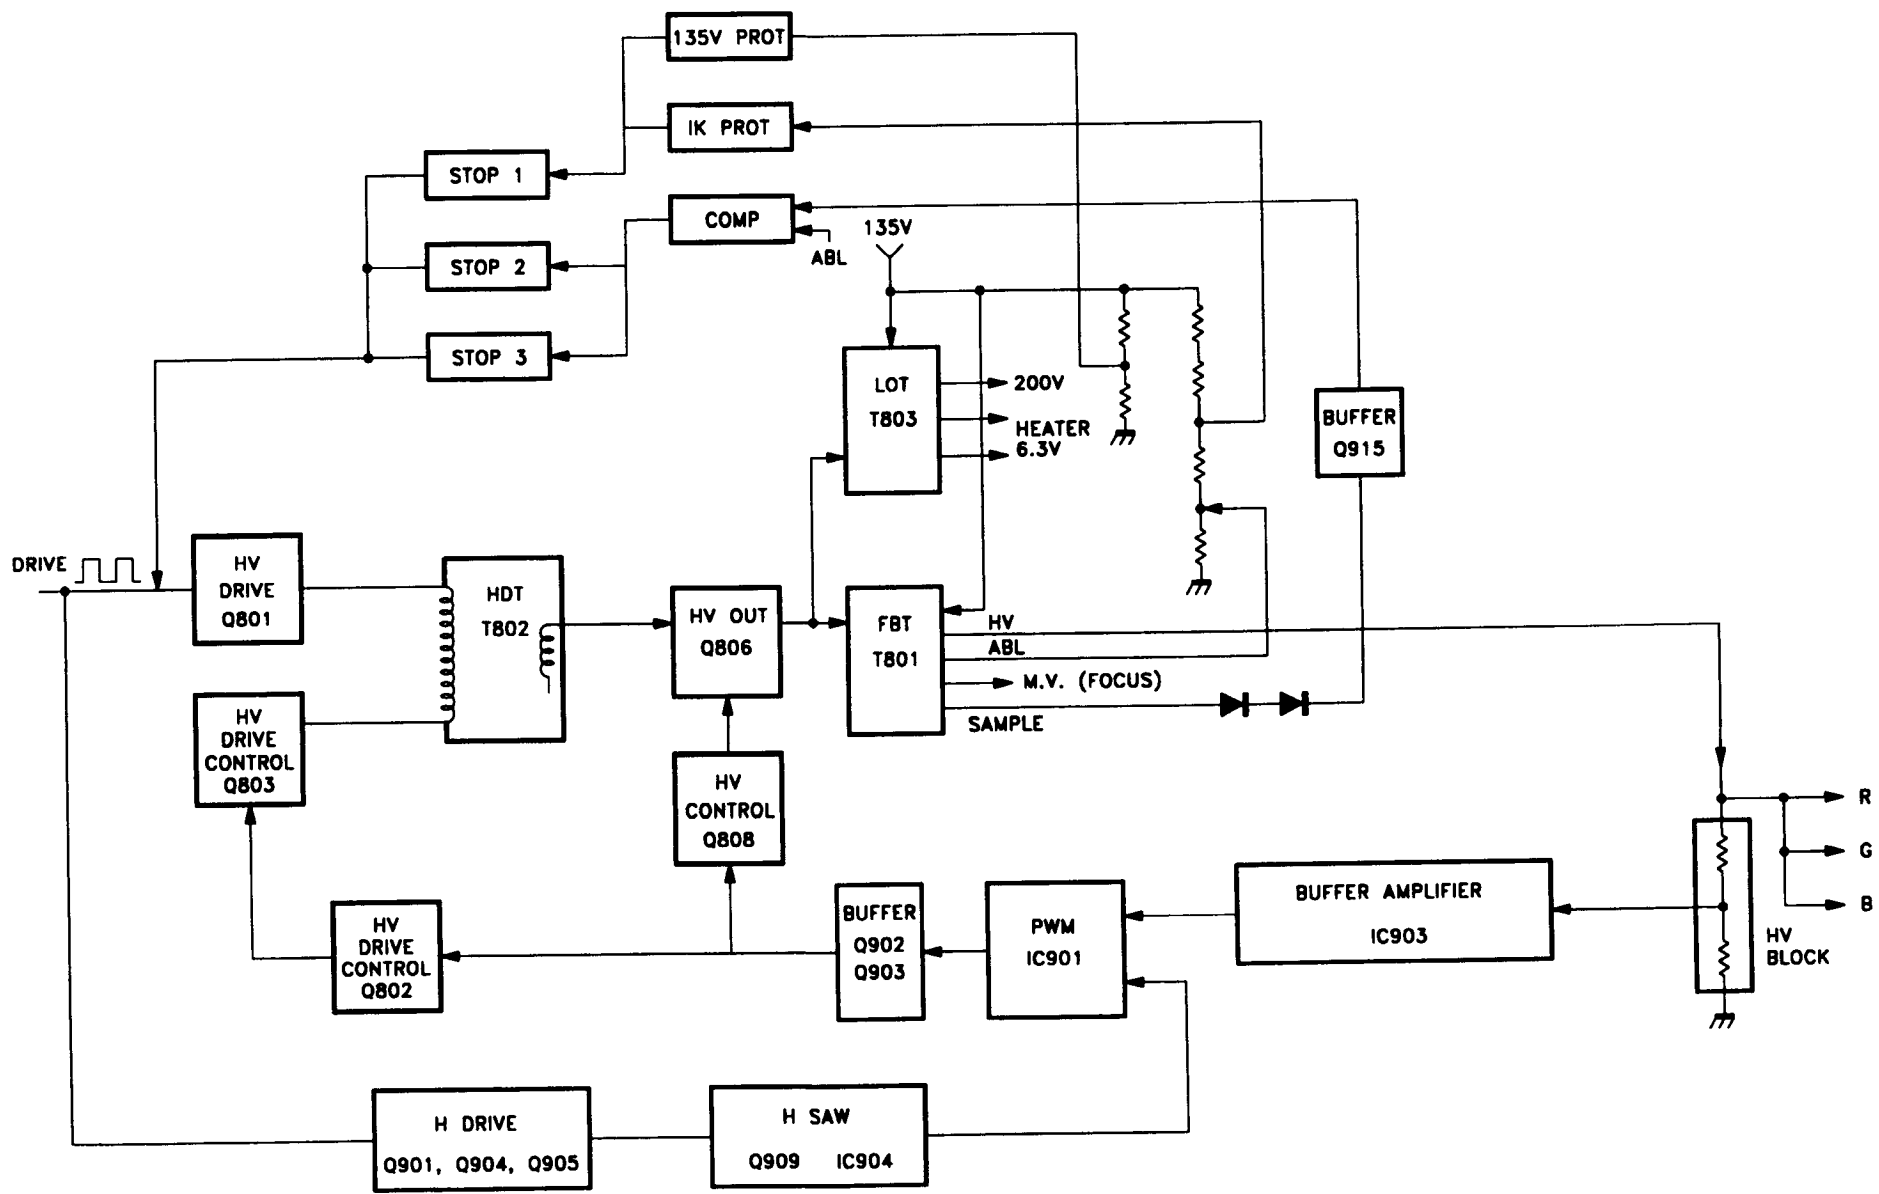 135V PROT
IK PROT
STOP 1
COMP
135V
ABL
STOP 2
STOP 3
LOT
T803
200V
HEATER
6.3V
BUFFER
Q915
DRIVE
HV
DRIVE
Q801
HDT
T802
HV OUT
Q806
FBT
T801
HV
ABL
M.V. (FOCUS)
SAMPLE
HV
DRIVE
CONTROL
Q803
HV
CONTROL
Q808
R
G
B
HV
BLOCK
BUFFER AMPLIFIER
IC903
PWM
IC901
BUFFER
Q902
Q903
HV
DRIVE
CONTROL
Q802
H DRIVE
Q901, Q904, Q905
H SAW
Q909 IC904